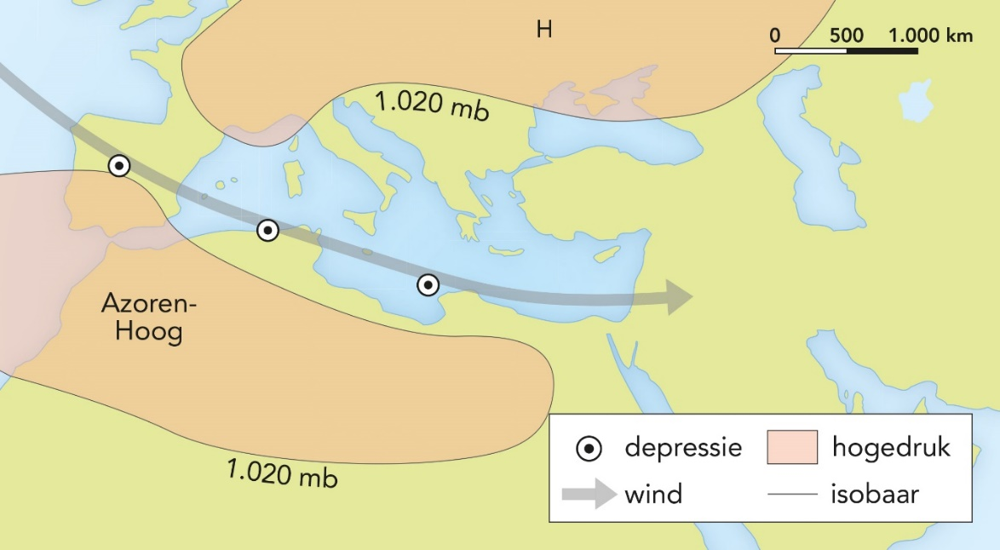 H
0 500 1.000 km
1.020 mb
Azoren-
Hoog
1.020 mb
depressie
hogedruk
wind
isobaar